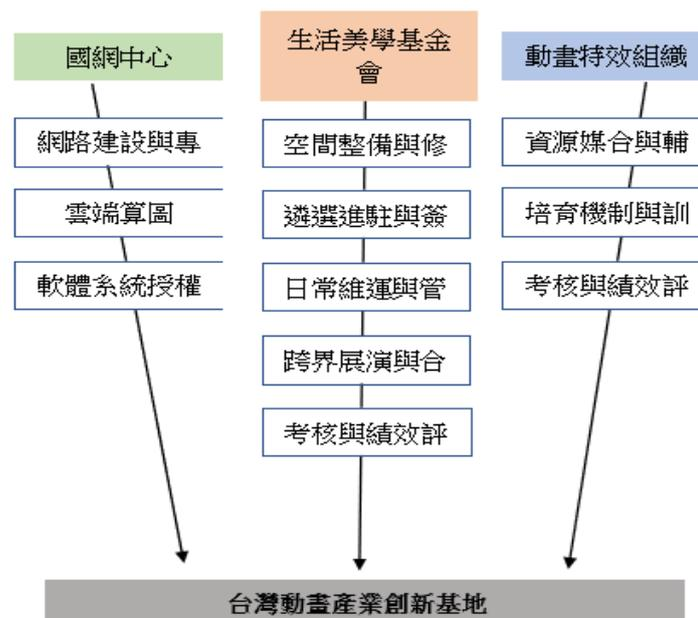 國網中心
網路建設與專
雲端算圖
軟體系統授權
生活美學基金
會
空間整備與修
遴選進駐與簽
日常維運與管
跨界展演與合
考核與績效評
動畫特效組織
資源媒合與輔
培育機制與訓
考核與績效評
台灣動畫產業創新基地